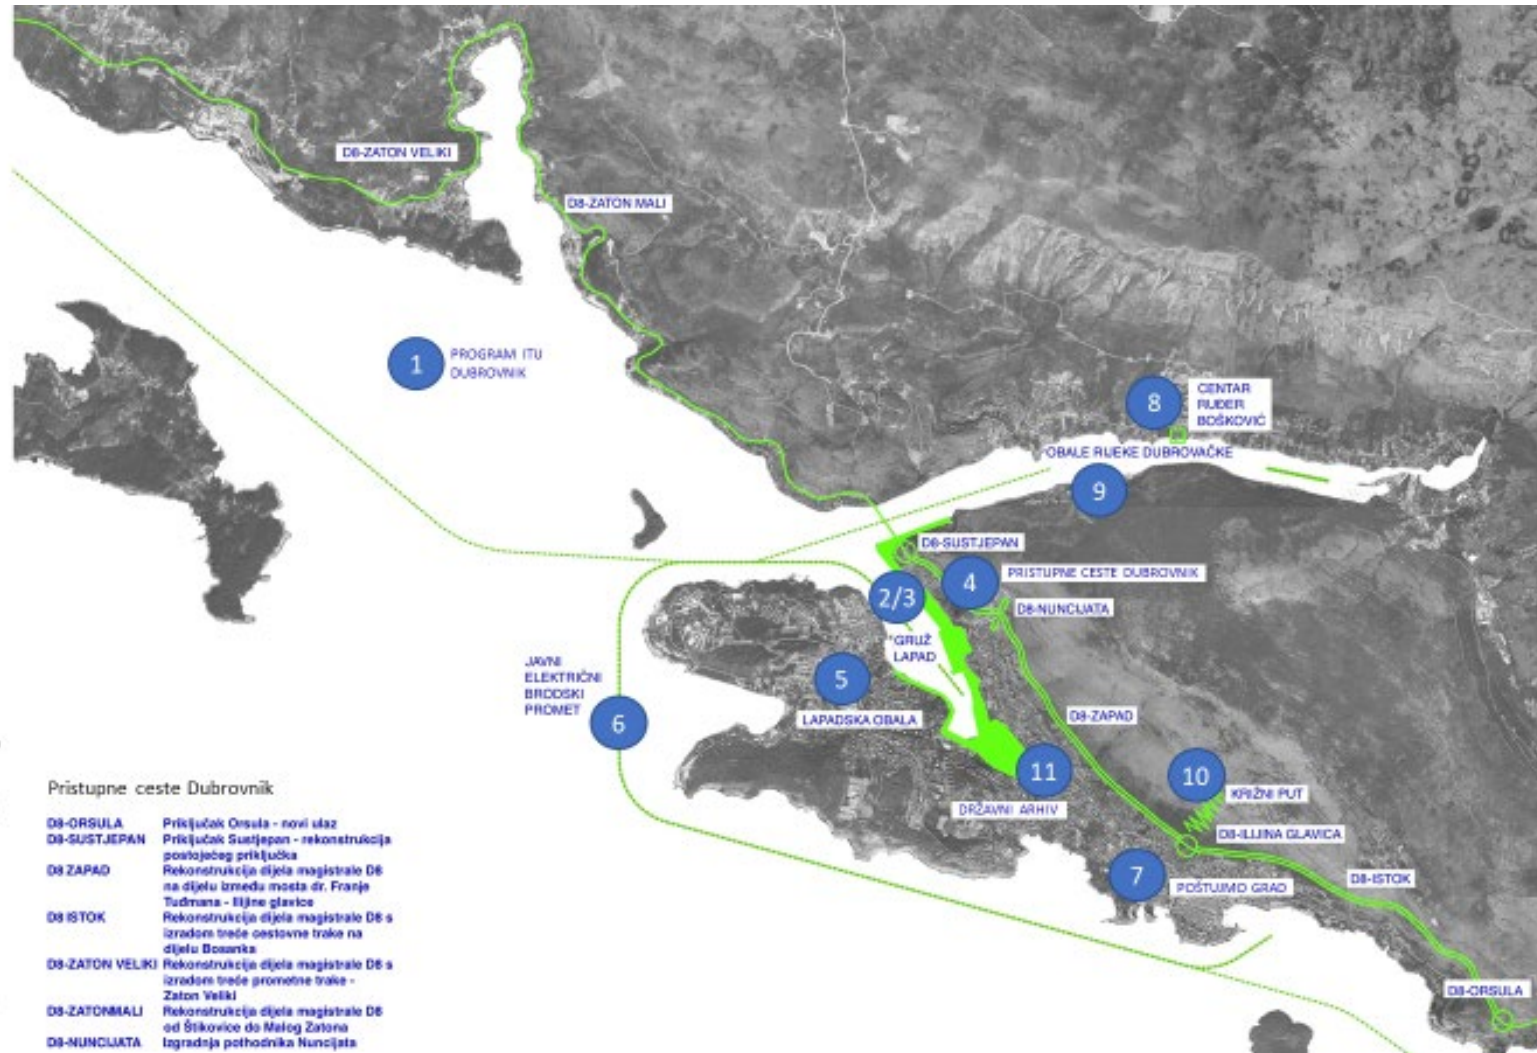 D8-ZATON VELIKI
D8-ZATON MALI
1
PROGRAM ITU
DUBROVNIK
8
CENTAR
RUĐER
BOŠKOVIĆ
OBALE RIJEKE DUBROVAČKE
9
D8-SUSTJEPAN
4
PRISTUPNE CESTE DUBROVNIK
2/3
D8-NUNCIJATA
GRUŽ
LAPAD
5
LAPADSKA OBALA
JAVNI
ELEKTRIČNI
BRODSKI
PROMET
6
D8-ZAPAD
11
DRŽAVNI ARHIV
10
KRIŽNI PUT
D8-ILIJINA GLAVICA
7
POŠTUJMO GRAD
D8-ISTOK
D8-ORSULA
Pristupne ceste Dubrovnik
D8-ORSULA Priključak Orsula - novi ulaz
D8-SUSTJEPAN Priključak Sustjepan - rekonstrukcija
postojećeg priključka
D8 ZAPAD Rekonstrukcija dijela magistrale D8
na dijelu između mosta dr. Franje
Tuđmana - Ilijine glavice
D8 ISTOK Rekonstrukcija dijela magistrale D8 s
izradom treće cestovne trake na
dijelu Bosanka
D8-ZATON VELIKI Rekonstrukcija dijela magistrale D8 s
izradom treće prometne trake -
Zaton Veliki
D8-ZATONMALI Rekonstrukcija dijela magistrale D8
od Štikovice do Malog Zatona
D8-NUNCIJATA Izgradnja pothodnika Nuncijata